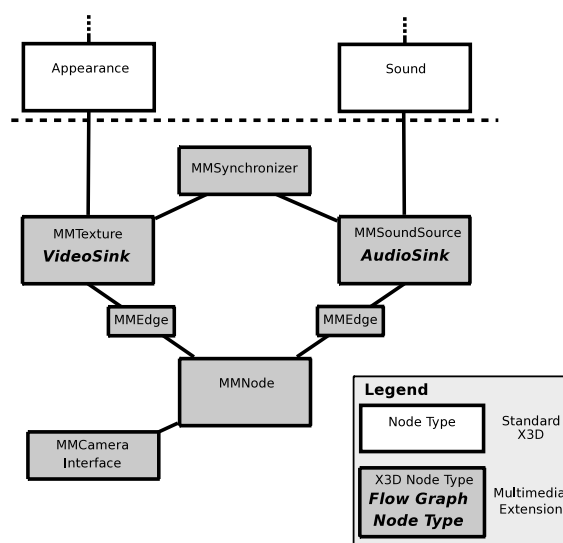 Appearance
Sound
MMSynchronizer
MMTexture
VideoSink
MMSoundSource
AudioSink
MMEdge
MMEdge
MMNode
MMCamera
Interface
Legend
Node Type
Standard
X3D
X3D Node Type
Flow Graph
Node Type
Multimedia
Extension